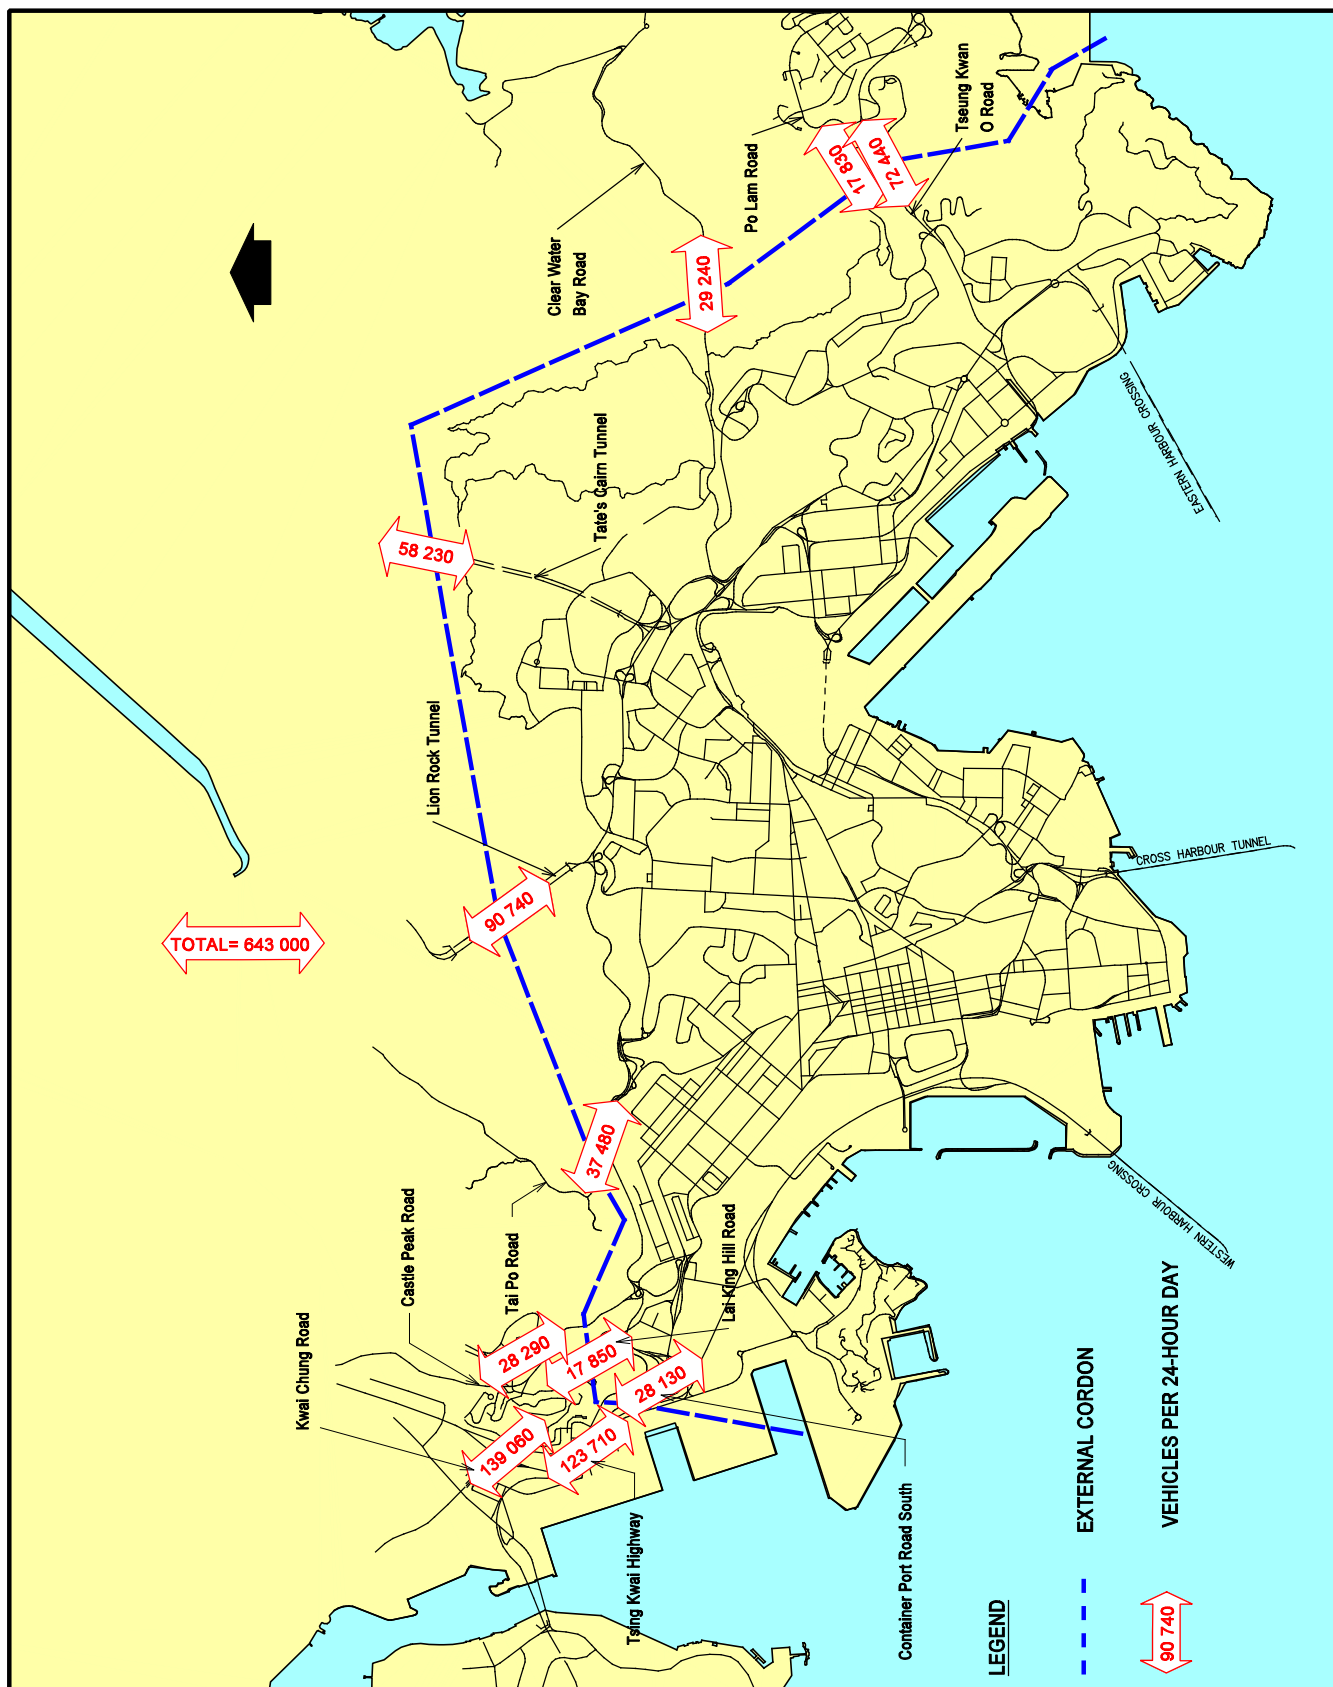 Tseung Kwan
O Road
Po Lam Road
17 830
72 440
Clear Water
Bay Road
29 240
EASTERN HARBOUR CROSSING
Tate's Cairn Tunnel
58 230
Lion Rock Tunnel
90 740
CROSS HARBOUR TUNNEL
TOTAL= 643 000
37 480
WESTERN HARBOUR CROSSING
Castle Peak Road
Tai Po Road
Lai King Hill Road
Kwai Chung Road
28 290
17 850
28 130
139 060
123 710
Tsing Kwai Highway
Container Port Road South
LEGEND
EXTERNAL CORDON
90 740
VEHICLES PER 24-HOUR DAY